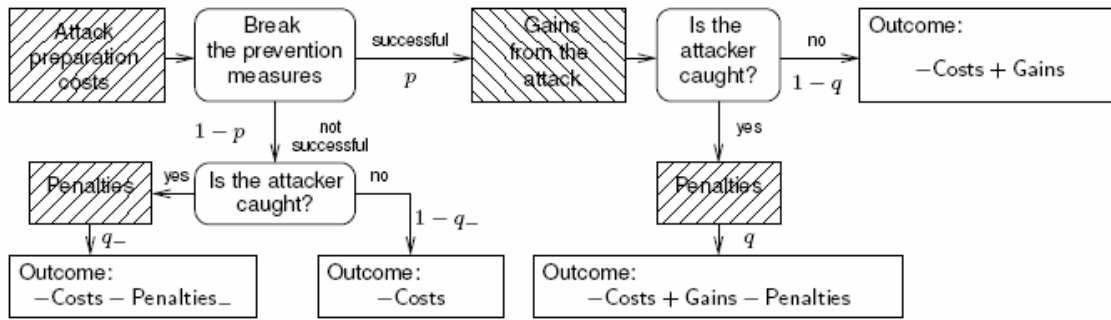 Attack
preparation
costs
Break
the prevention
measures
successful
p
Gains
from the
attack
Is the
attacker
caught?
no
1 − q
Outcome:
−Costs + Gains
1 − p
not
successful
yes
Penalties
yes
Is the attacker
caught?
no
Penalties
q−
1 − q−
q
Outcome:
−Costs − Penalties−
Outcome:
−Costs
Outcome:
−Costs + Gains − Penalties